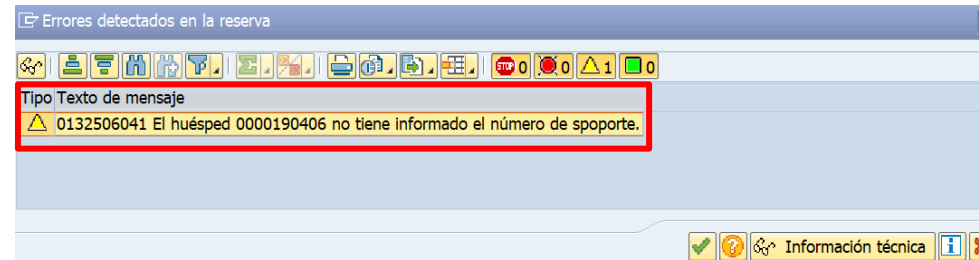 Errores detectados en la reserva
STOP 0 0 1 0
Tipo Texto de mensaje
0132506041 El huésped 0000190406 no tiene informado el número de spoporte.
Información técnica